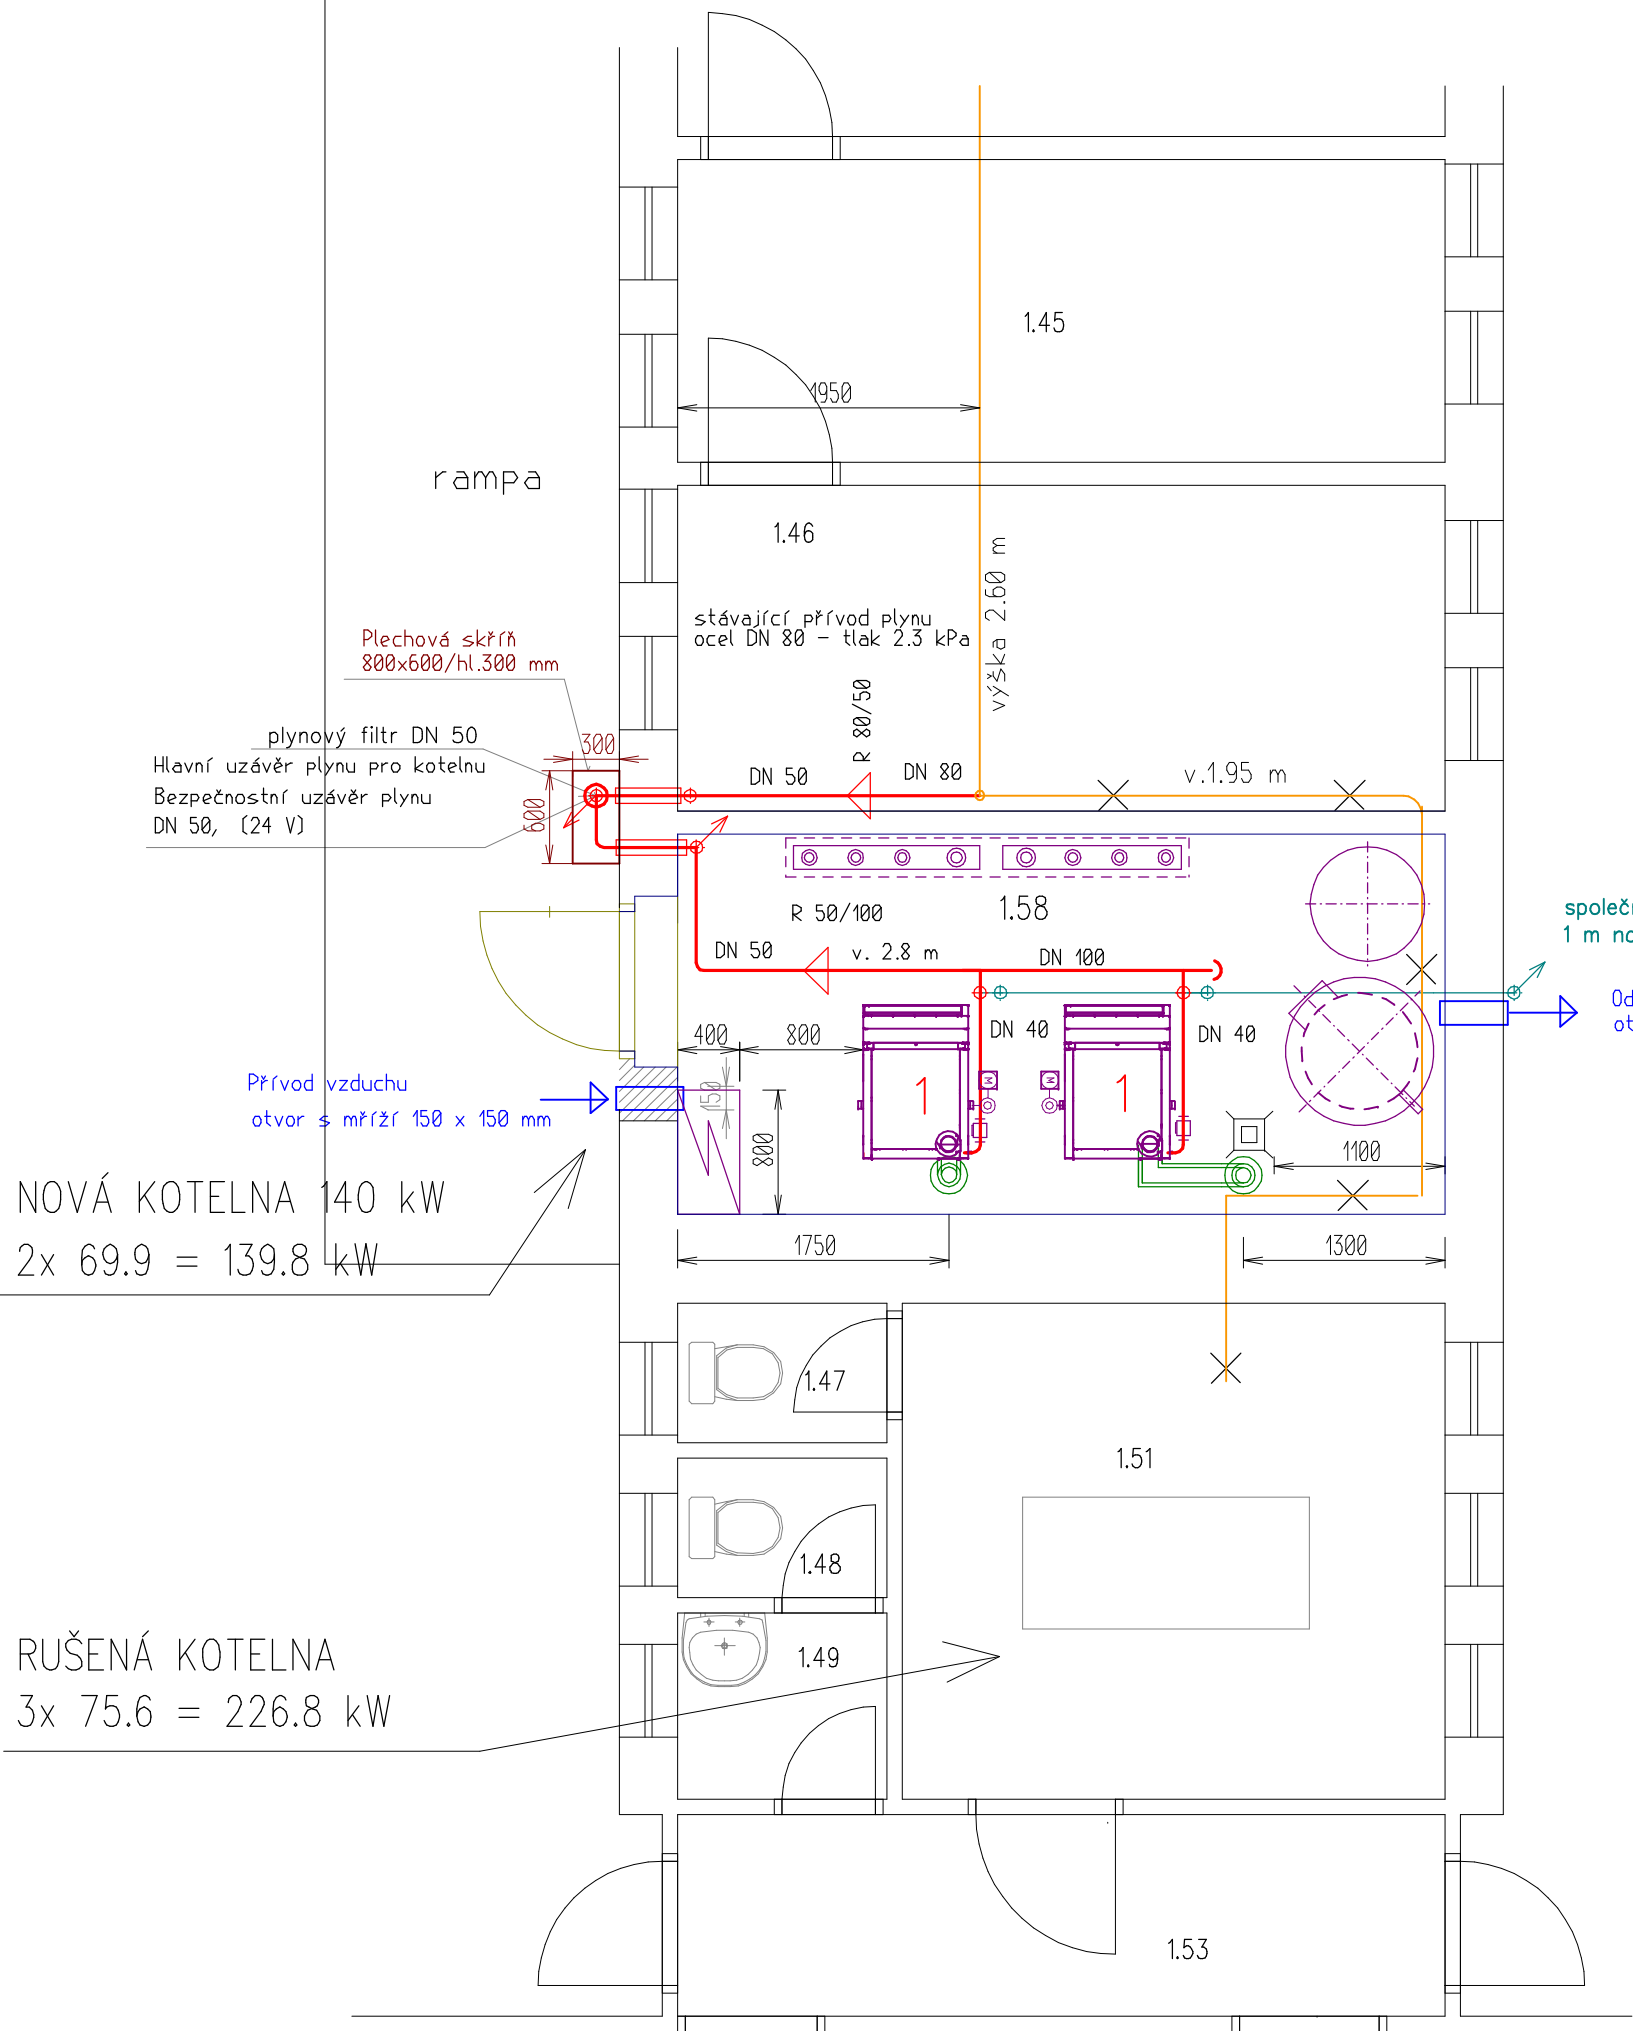 1.45
1950
rampa
1.46
výška 2.60 m
stávající přívod plynu
ocel DN 80 – tlak 2.3 kPa
Plechová skříň
800x600/hl.300 mm
R 80/50
plynový filtr DN 50
300
Hlavní uzávěr plynu pro kotelnu
DN 50
DN 80
v.1.95 m
Bezpečnostní uzávěr plynu
600
DN 50, (24 V)
R 50/100
1.58
DN 50
v. 2.8 m
DN 100
1 m
400
800
DN 40
DN 40
Přívod vzduchu
M
M
1
1
150
otvor s mříží 150 x 150 mm
800
1100
NOVÁ KOTELNA 140 kW
2x 69.9 = 139.8 kW
1750
1300
1.47
1.51
1.48
RUŠENÁ KOTELNA
3x 75.6 = 226.8 kW
1.49
1.53